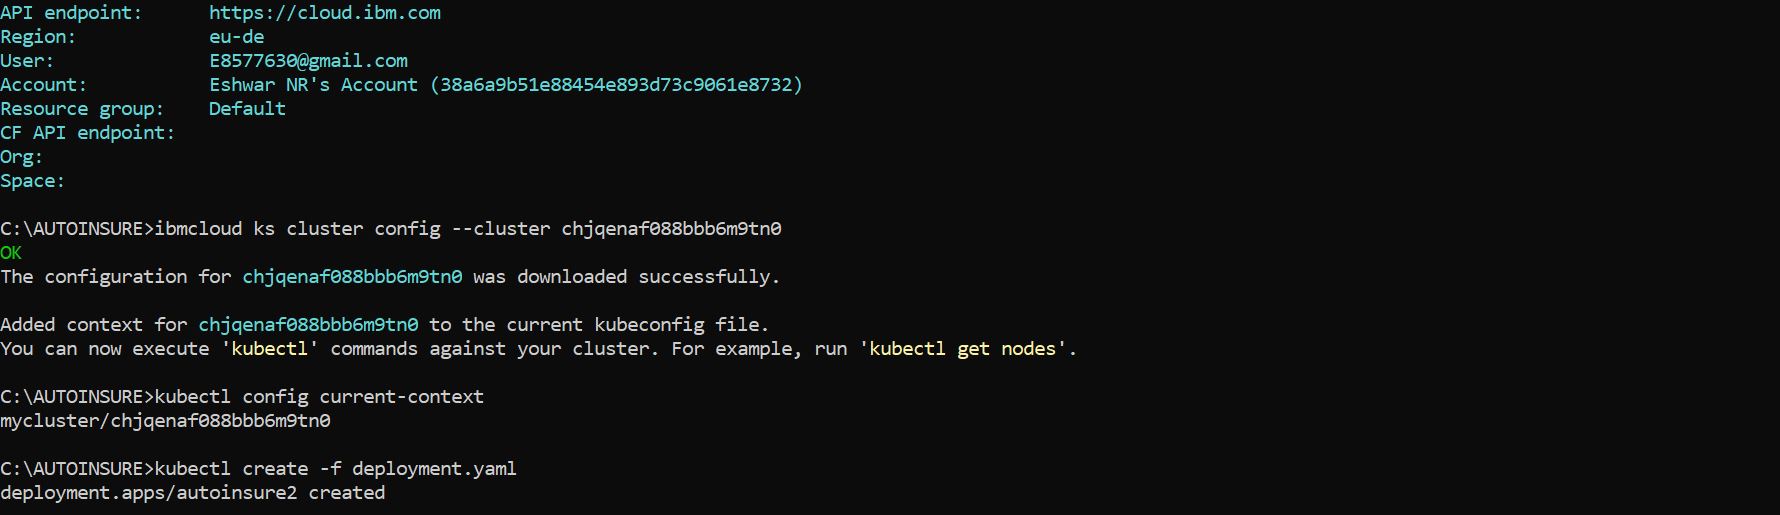 API endpoint:      https://cloud.ibm.com
Region:            eu-de
User:              E8577630@gmail.com
Account:           Eshwar NR's Account (38a6a9b51e88454e893d73c9061e8732)
Resource group:    Default
CF API endpoint:
Org:
Space:
C:\AUTOINSURE>ibmcloud ks cluster config --cluster chjqenaf088bbb6m9tn0
OK
The configuration for chjqenaf088bbb6m9tn0 was downloaded successfully.
Added context for chjqenaf088bbb6m9tn0 to the current kubeconfig file.
You can now execute 'kubectl' commands against your cluster. For example, run 'kubectl get nodes'.
C:\AUTOINSURE>kubectl config current-context
mycluster/chjqenaf088bbb6m9tn0
C:\AUTOINSURE>kubectl create -f deployment.yaml
deployment.apps/autoinsure2 created